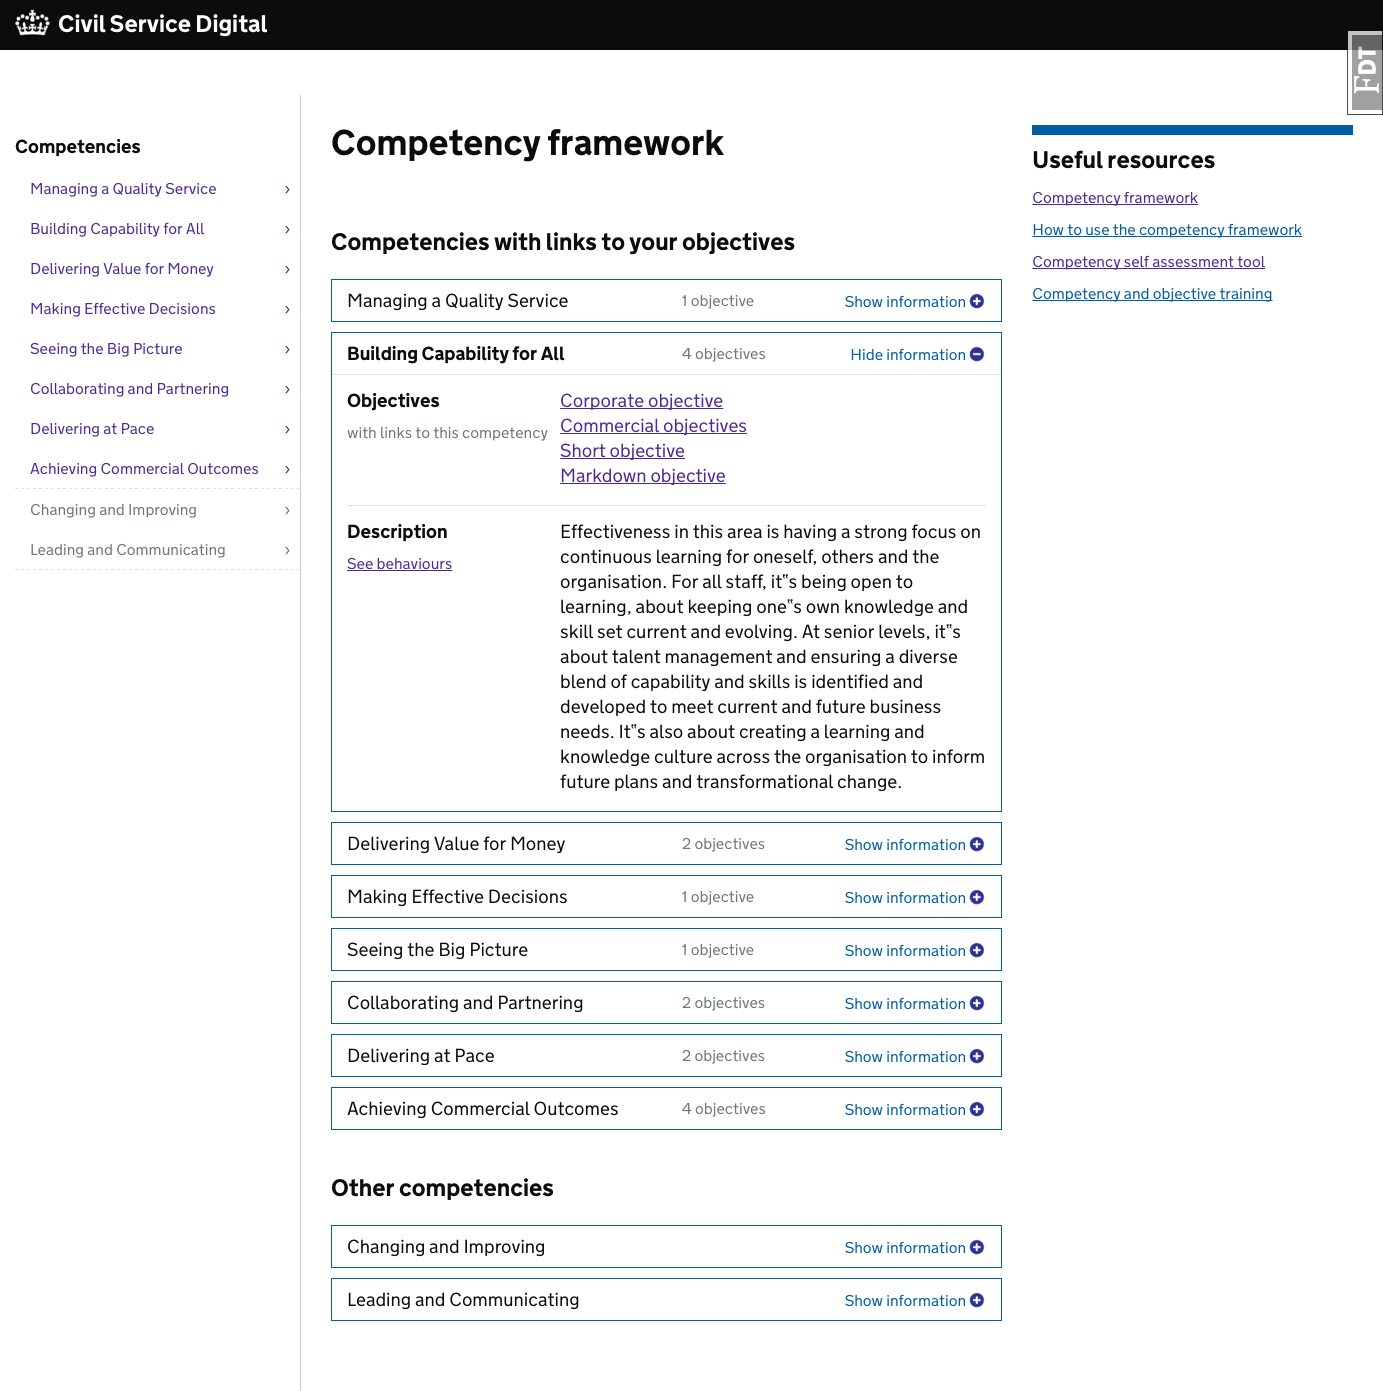 Civil Service Digital
FDT
Competencies
Managing a Quality Service ›
Building Capability for All ›
Delivering Value for Money ›
Making Effective Decisions ›
Seeing the Big Picture ›
Collaborating and Partnering ›
Delivering at Pace ›
Achieving Commercial Outcomes ›
Changing and Improving ›
Leading and Communicating ›
Competency framework
Competencies with links to your objectives
Managing a Quality Service 1 objective Show information
Building Capability for All 4 objectives Hide information
Objectives
with links to this competency
Corporate objective
Commercial objectives
Short objective
Markdown objective
Description
See behaviours
Effectiveness in this area is having a strong focus on
continuous learning for oneself, others and the
organisation. For all staff, it‟s being open to
learning, about keeping one‟s own knowledge and
skill set current and evolving. At senior levels, it‟s
about talent management and ensuring a diverse
blend of capability and skills is identified and
developed to meet current and future business
needs. It‟s also about creating a learning and
knowledge culture across the organisation to inform
future plans and transformational change.
Delivering Value for Money 2 objectives Show information
Making Effective Decisions 1 objective Show information
Seeing the Big Picture 1 objective Show information
Collaborating and Partnering 2 objectives Show information
Delivering at Pace 2 objectives Show information
Achieving Commercial Outcomes 4 objectives Show information
Other competencies
Changing and Improving Show information
Leading and Communicating Show information
Useful resources
Competency framework
How to use the competency framework
Competency self assessment tool
Competency and objective training